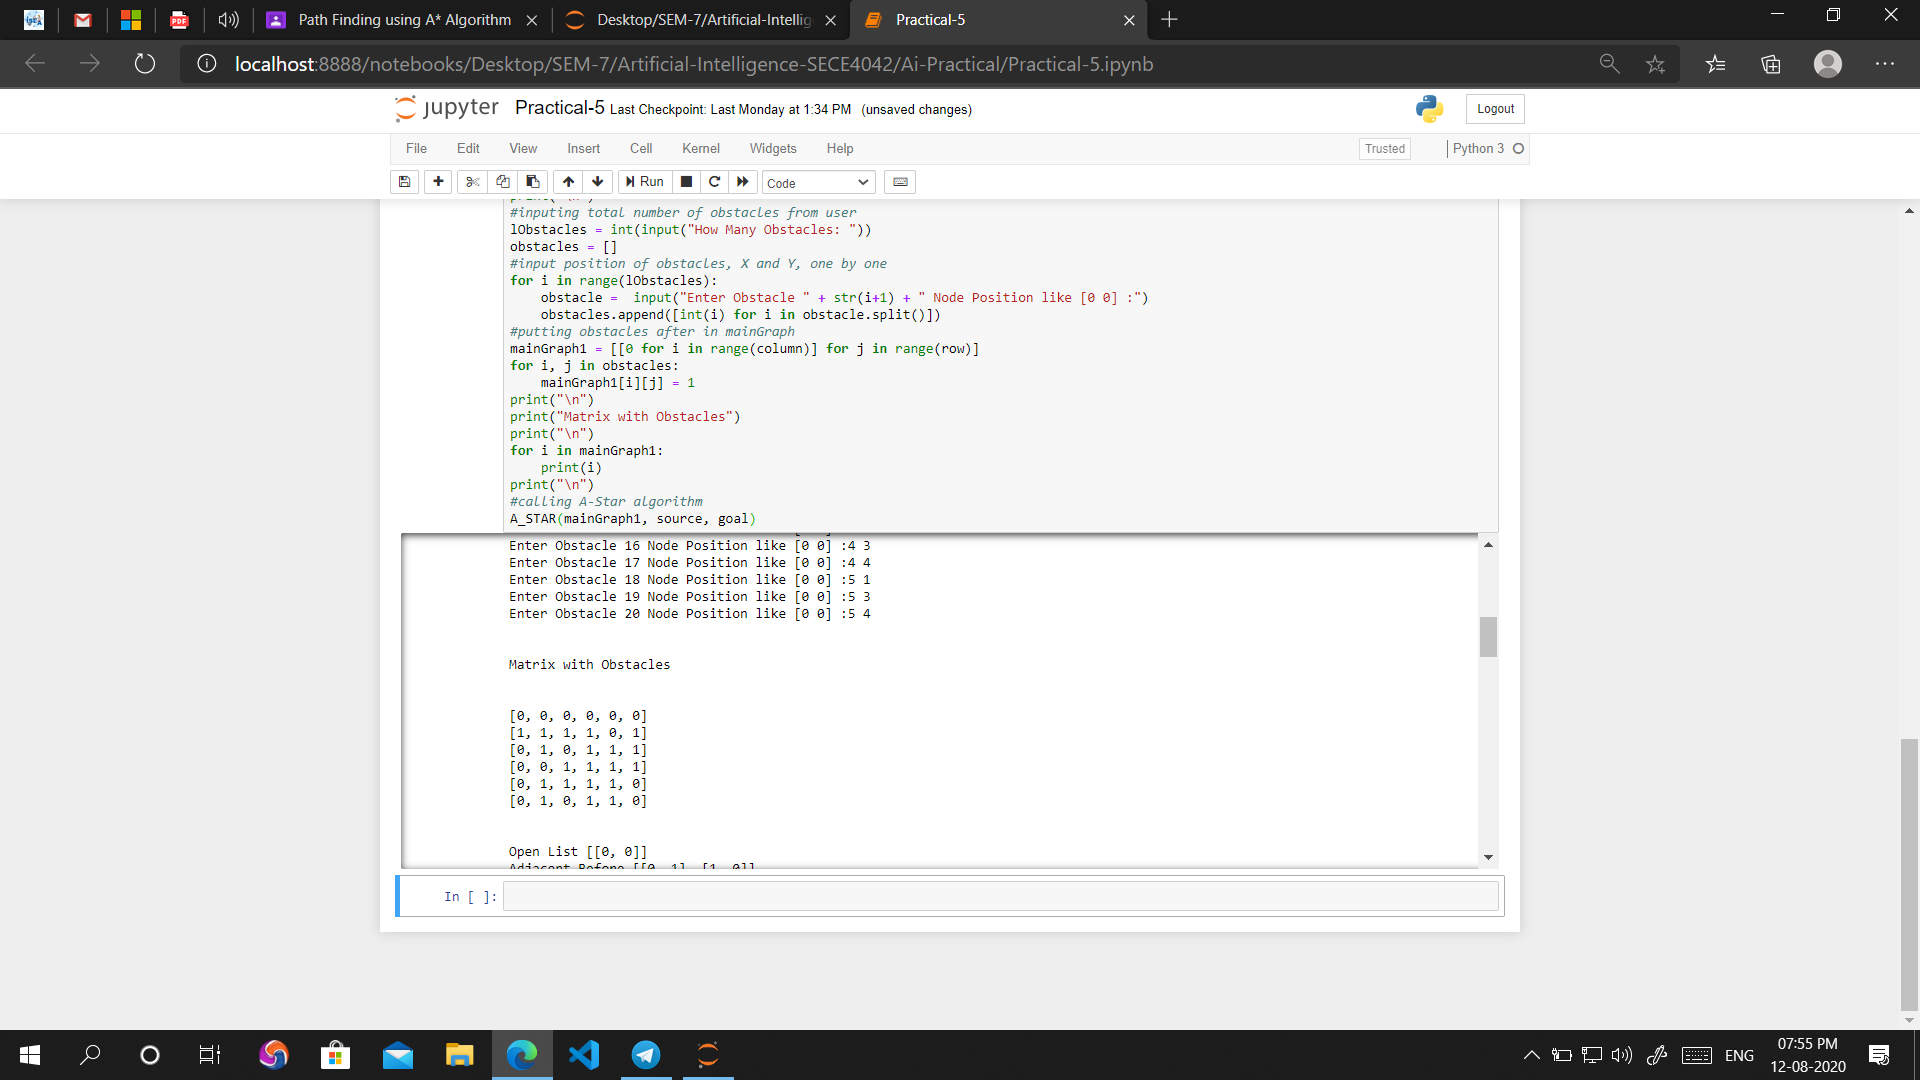 Path Finding using A* Algorithm
Desktop/SEM-7/Artificial-Intellig
Practical-5
localhost:8888/notebooks/Desktop/SEM-7/Artificial-Intelligence-SECE4042/Ai-Practical/Practical-5.ipynb
jupyter Practical-5 Last Checkpoint: Last Monday at 1:34 PM (unsaved changes)
Logout
File Edit View Insert Cell Kernel Widgets Help
Trusted
Python 3
Run
Code
#inputing total number of obstacles from user
lObstacles = int(input("How Many Obstacles: "))
obstacles = []
#input position of obstacles, X and Y, one by one
for i in range(lObstacles):
    obstacle =  input("Enter Obstacle " + str(i+1) + " Node Position like [0 0] :")
    obstacles.append([int(i) for i in obstacle.split()])
#putting obstacles after in mainGraph
mainGraph1 = [[0 for i in range(column)] for j in range(row)]
for i, j in obstacles:
    mainGraph1[i][j] = 1
print("\n")
print("Matrix with Obstacles")
print("\n")
for i in mainGraph1:
    print(i)
print("\n")
#calling A-Star algorithm
A_STAR(mainGraph1, source, goal)
Enter Obstacle 16 Node Position like [0 0] :4 3
Enter Obstacle 17 Node Position like [0 0] :4 4
Enter Obstacle 18 Node Position like [0 0] :5 1
Enter Obstacle 19 Node Position like [0 0] :5 3
Enter Obstacle 20 Node Position like [0 0] :5 4
Matrix with Obstacles
[0, 0, 0, 0, 0, 0]
[1, 1, 1, 1, 0, 1]
[0, 1, 0, 1, 1, 1]
[0, 0, 1, 1, 1, 1]
[0, 1, 1, 1, 1, 0]
[0, 1, 0, 1, 1, 0]
Open List [[0, 0]]
Adjacent Before [[0, 1], [1, 0]]
In [ ]:
ENG
07:55 PM
12-08-2020